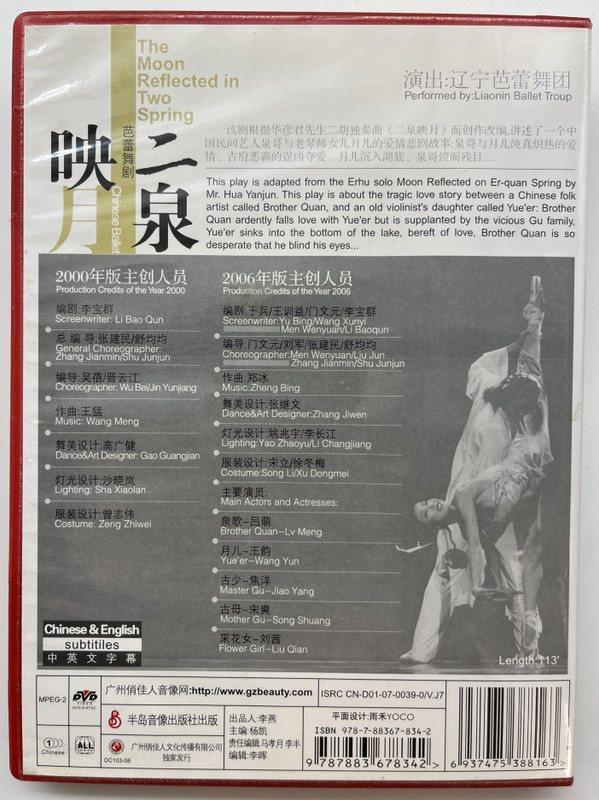 The
Moon
Reflected in
Two
Spring
演出:辽宁芭蕾舞团
Performed by:Liaonin Ballet Troup
二泉
映月
芭蕾舞剧
Chinese Ballet
该剧根据华彦君先生二胡独奏曲《二泉映月》而创作改编,讲述了一个中
国民间艺人泉哥与老琴师女儿月儿的爱情悲剧故事:泉哥与月儿纯真炽热的爱
情、古府恶霸的误凶争爱、月儿沉入湖底、泉哥愤而残目.....
This play is adapted from the Erhu solo Moon Reflected on Er-quan Spring by
Mr. Hua Yanjun. This play is about the tragic love story between a Chinese folk
artist called Brother Quan, and an old violinist's daughter called Yue'er: Brother
Quan ardently falls love with Yue'er but is supplanted by the vicious Gu family,
Yue'er sinks into the bottom of the lake, bereft of love, Brother Quan is so
desperate that he blind his eyes...
2000年版主创人员
Production Credits of the Year 2000
编剧:李宝群
Screenwriter: Li Bao Qun
总 编 导:张建民/舒均均
General Choreographer:
Zhang Jianmin/Shu Junjun
编导:吴蓓/晋云江
Choreographer: Wu Bei/Jin Yunjiang
作曲:王猛
Music: Wang Meng
舞美设计:高广健
Dance&Art Designer: Gao Guangjian
灯光设计:沙晓岚
Lighting: Sha Xiaolan
服装设计:曾志伟
Costume: Zeng Zhiwei
2006年版主创人员
Production Credits of the Year 2006
编剧:于兵/王训益/门文元/李宝群
Screenwriter:Yu Bing/Wang Xunyi
Men Wenyuan/Li Baoqun
编导:门文元/刘军/张建民/舒均均
Choreographer:Men Wenyuan/Liu Jun
Zhang Jianmin/Shu Junjun
作曲:郑冰
Music:Zheng Bing
舞美设计:张继文
Dance&Art Designer:Zhang Jiwen
灯光设计:姚兆宇/李长江
Lighting:Yao Zhaoyu/Li Changjiang
服装设计:宋立/徐冬梅
Costume:Song Li/Xu Dongmei
主要演员:
Main Actors and Actresses:
泉歌–吕萌
Brother Quan–Lv Meng
月儿–王韵
Yue'er–Wang Yun
古少–焦洋
Master Gu–Jiao Yang
古母–宋爽
Mother Gu–Song Shuang
采花女–刘茜
Flower Girl–Liu Qian
Chinese & English
subtitiles
中英文字幕
Length:113'
MPEG-2
DVD
VIDEO
DVD-9 NTSC
广州俏佳人音像网:http://www.gzbeauty.com
ISRC CN-D01-07-0039-0/V.J7
1))
Chinese
ALL
半岛音像出版社出版
广州俏佳人文化传播有限公司
独家发行
DC103-06
出品人:李燕
主编:杨凯
责任编辑:马孝月 李丰
编辑:李晖
平面设计:雨禾YOCO
ISBN 978-7-88367-834-2
9 787883 678342 >
6 937475 388163 >